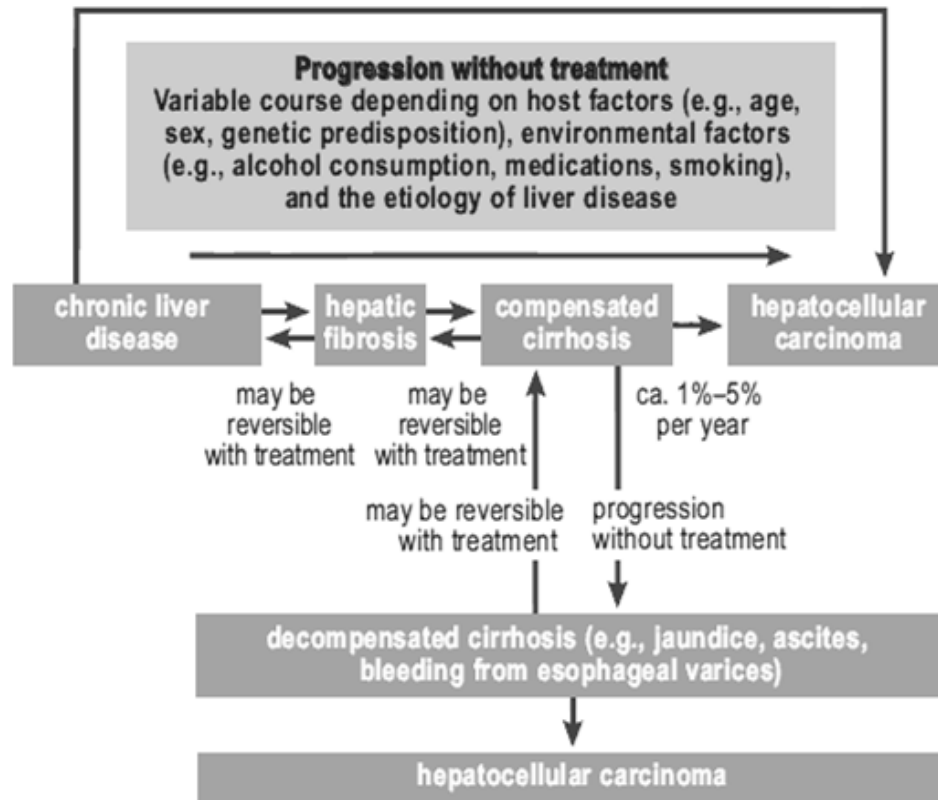 Progression without treatment
Variable course depending on host factors (e.g., age,
sex, genetic predisposition), environmental factors
(e.g., alcohol consumption, medications, smoking),
and the etiology of liver disease
chronic liver
disease
hepatic
fibrosis
compensated
cirrhosis
hepatocellular
carcinoma
may be
reversible
with treatment
may be
reversible
with treatment
ca. 1%–5%
per year
may be reversible
with treatment
progression
without treatment
decompensated cirrhosis (e.g., jaundice, ascites,
bleeding from esophageal varices)
hepatocellular carcinoma